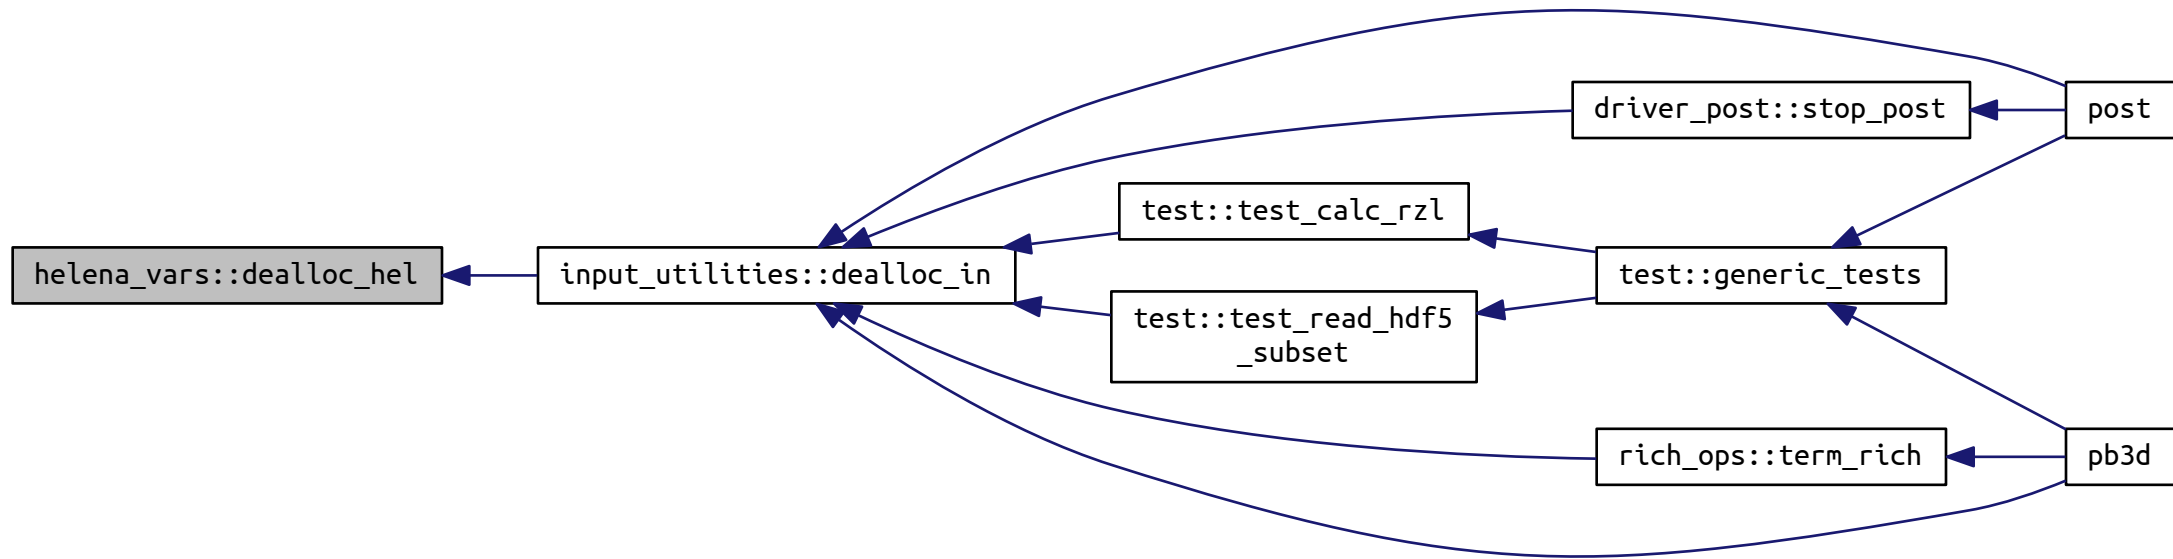 helena_vars::dealloc_hel
input_utilities::dealloc_in
driver_post::stop_post
test::test_calc_rzl
test::test_read_hdf5
_subset
test::generic_tests
rich_ops::term_rich
post
pb3d